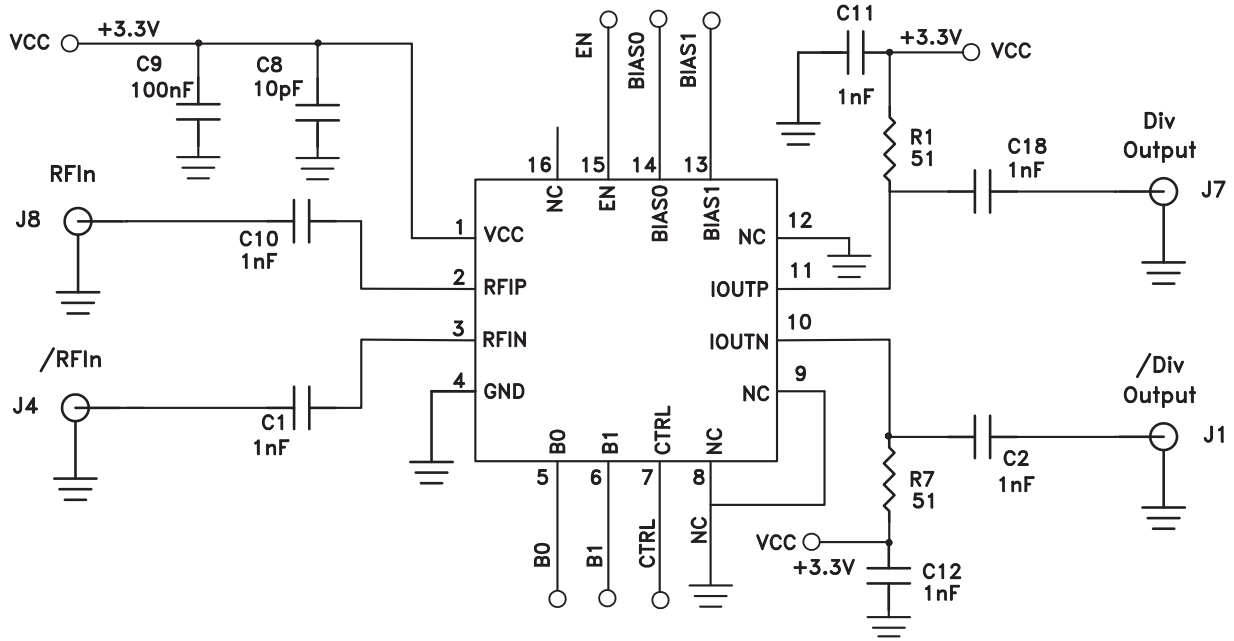 VCC
+3.3V
C9
100nF
C8
10pF
EN
BIAS0
BIAS1
C11
1nF
+3.3V
VCC
R1
51
C18
1nF
Div
Output
J7
RFIn
J8
C10
1nF
/RFIn
J4
C1
1nF
16
15
14
13
NC
EN
BIAS0
BIAS1
1
VCC
2
RFIP
3
RFIN
4
GND
12
NC
11
IOUTP
10
IOUTN
9
NC
B0
B1
CTRL
NC
5
6
7
8
B0
B1
CTRL
NC
/Div
Output
J1
C2
1nF
R7
51
VCC
+3.3V
C12
1nF